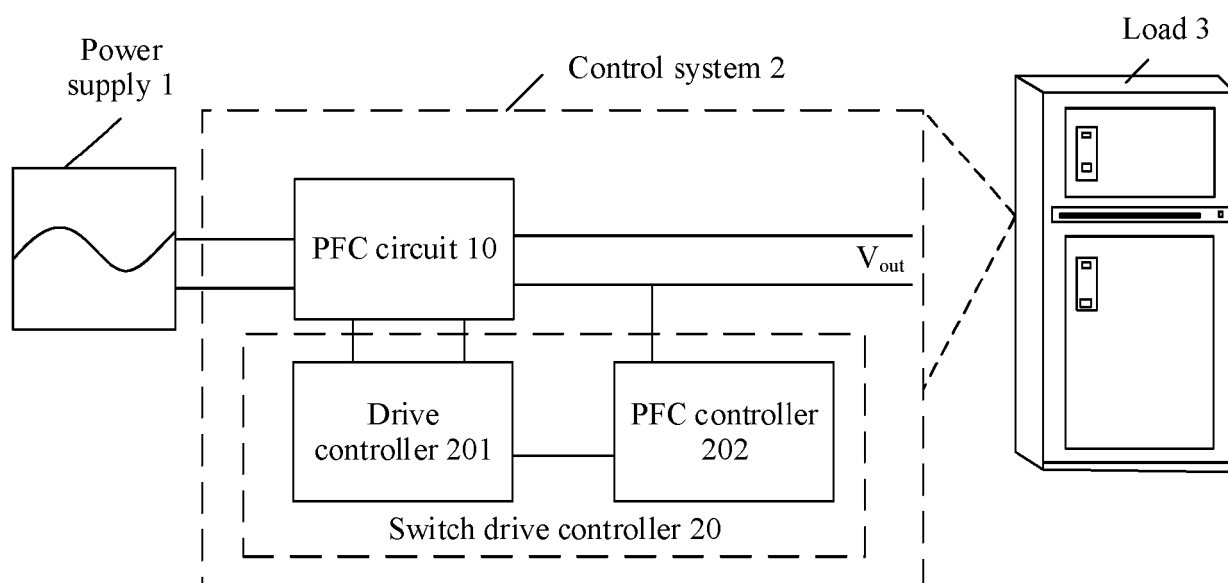 Load 3
Power
supply 1
Control system 2
PFC circuit 10
Vout
Drive
controller 201
PFC controller
202
Switch drive controller 20